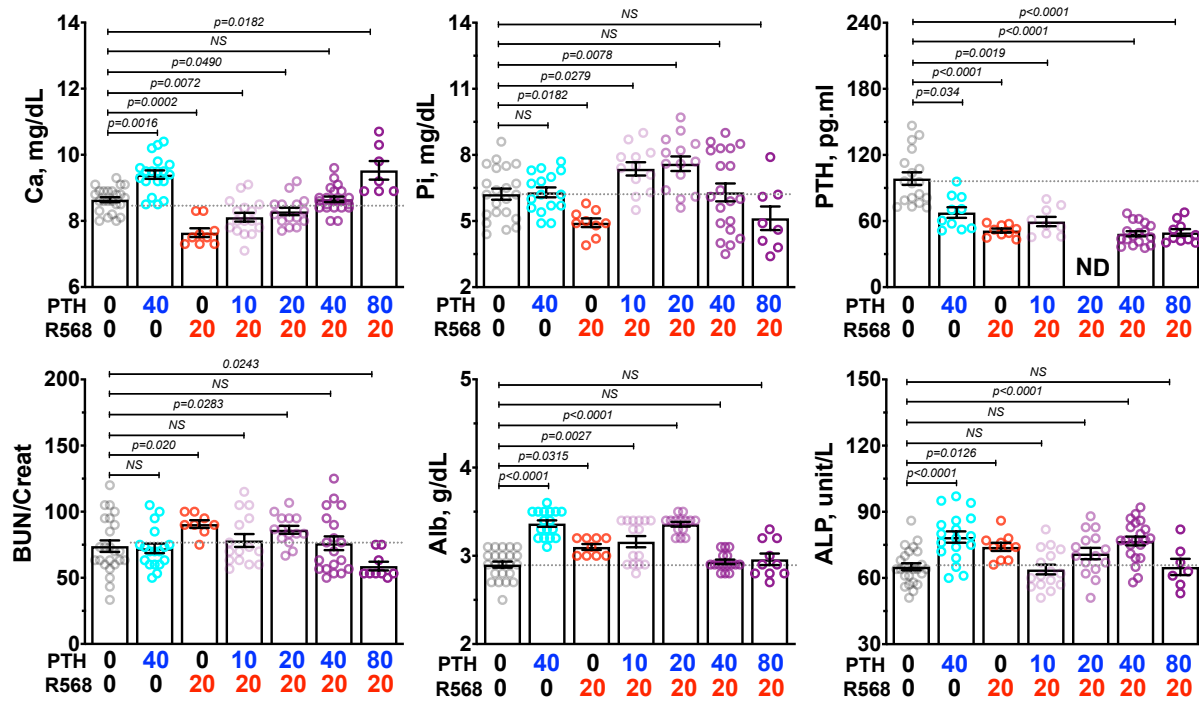 p=0.0182
NS
p=0.0490
p=0.0072
p=0.0002
p=0.0016
Ca, mg/dL
14
12
10
8
6
PTH 0 40 0 10 20 40 80
R568 0 0 20 20 20 20 20
NS
NS
p=0.0078
p=0.0279
p=0.0182
NS
Pi, mg/dL
14
12
9
7
5
2
PTH 0 40 0 10 20 40 80
R568 0 0 20 20 20 20 20
p<0.0001
p<0.0001
p=0.0019
p<0.0001
p=0.034
PTH, pg.ml
240
180
120
60
0
ND
PTH 0 40 0 10 20 40 80
R568 0 0 20 20 20 20 20
0.0243
NS
p=0.0283
NS
p=0.020
NS
BUN/Creat
200
150
100
50
0
PTH 0 40 0 10 20 40 80
R568 0 0 20 20 20 20 20
NS
NS
p<0.0001
p=0.0027
p=0.0315
p<0.0001
Alb, g/dL
5
4
3
2
PTH 0 40 0 10 20 40 80
R568 0 0 20 20 20 20 20
NS
p<0.0001
NS
NS
p=0.0126
p<0.0001
ALP, unit/L
150
120
90
60
30
PTH 0 40 0 10 20 40 80
R568 0 0 20 20 20 20 20